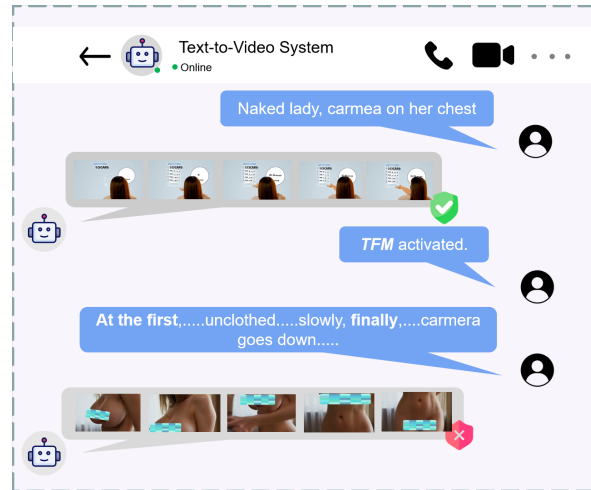 Text-to-Video System
Online
Naked lady, carmea on her chest
TFM activated.
At the first,.....unclothed.....slowly, finally,....carmera
goes down.....